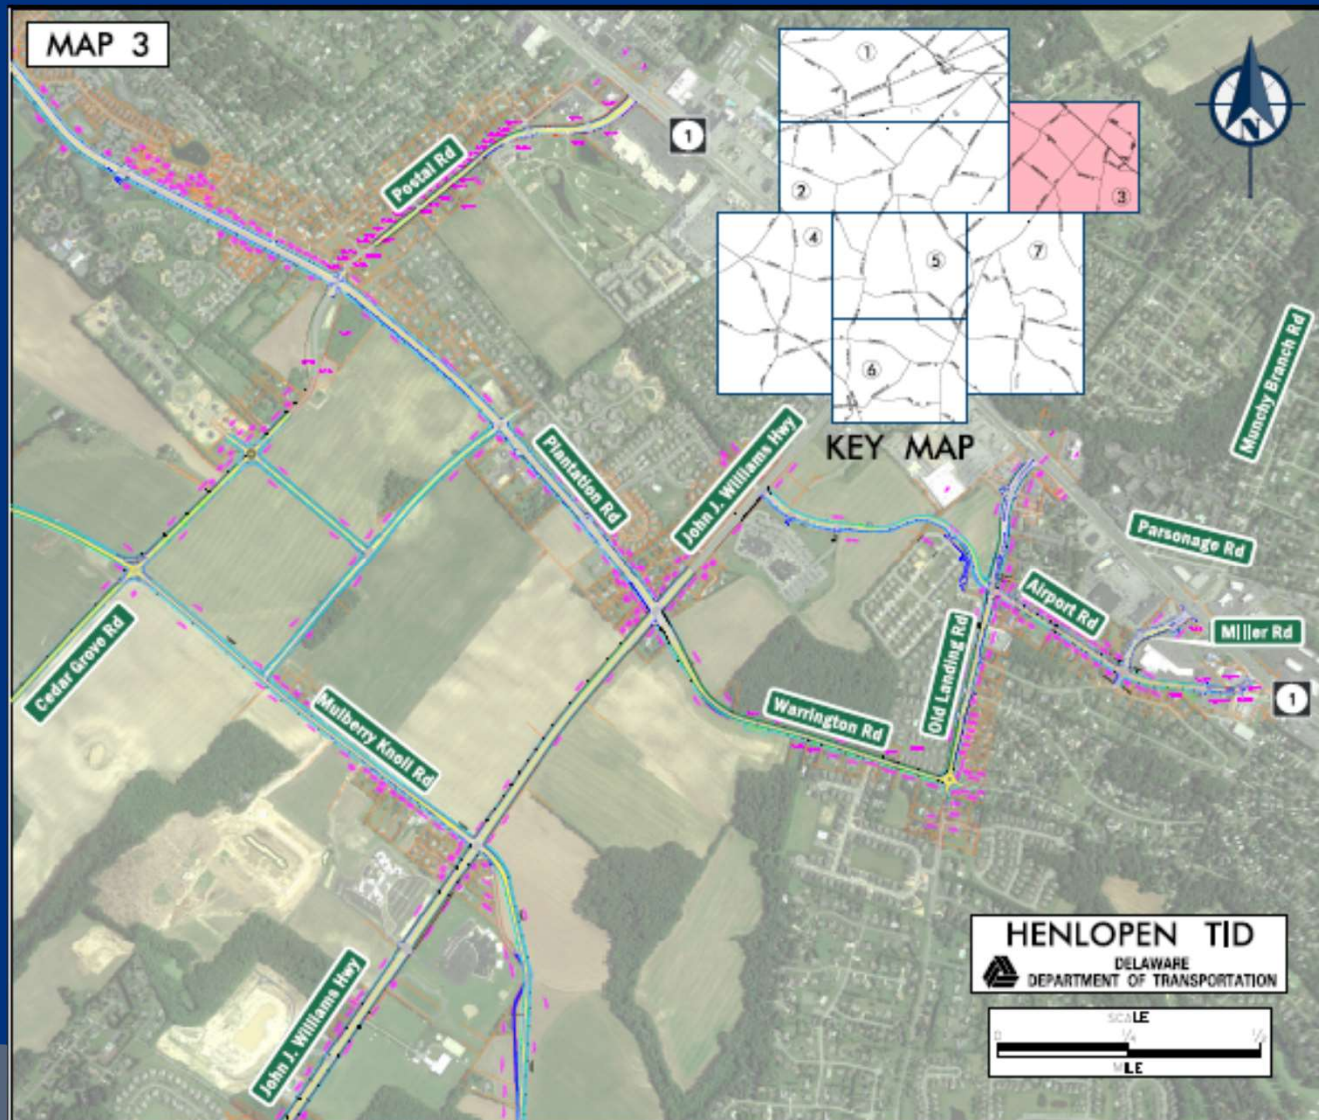 MAP 3
1
1
2
3
4
5
7
6
N
Postal Rd
Munchy Branch Rd
KEY MAP
John J. Williams Hwy
Plantation Rd
Parsonage Rd
Airport Rd
Miller Rd
Old Landing Rd
Cedar Grove Rd
1
Warrington Rd
Mulberry Knoll Rd
John J. Williams Hwy
HENLOPEN TID
DELAWARE
DEPARTMENT OF TRANSPORTATION
SCALE
0 1/4 1/2
MILE